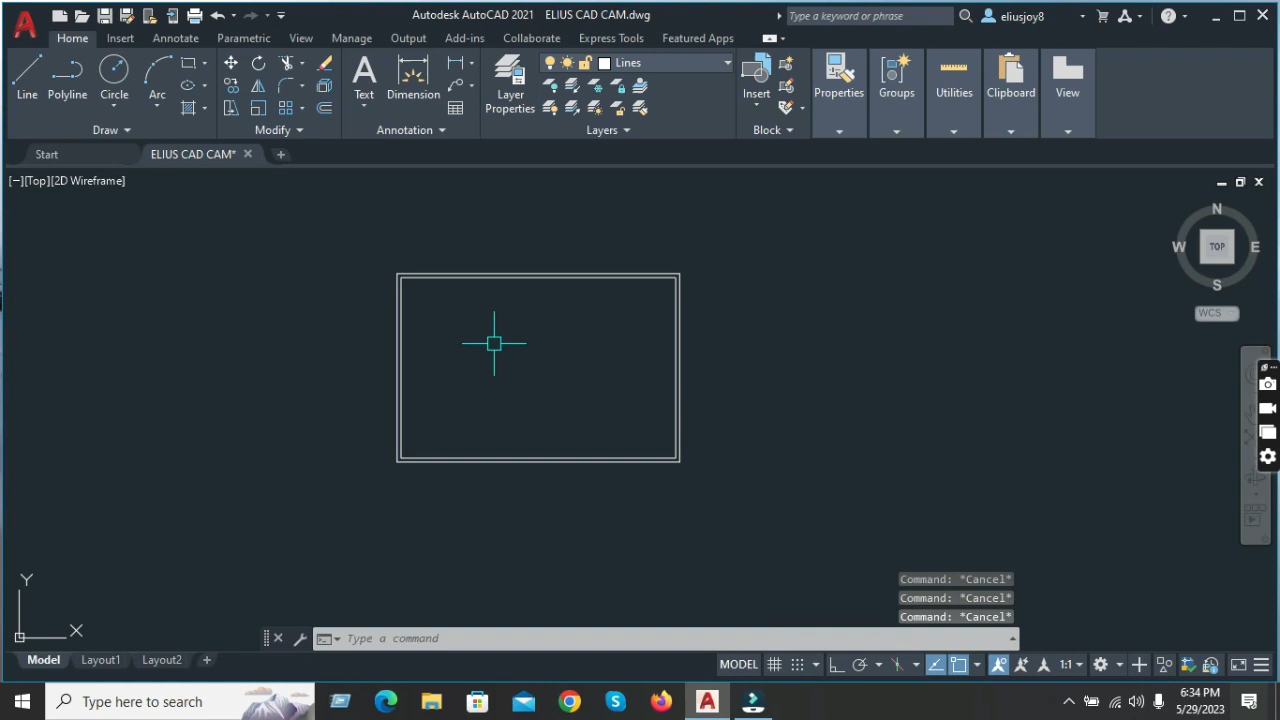 Autodesk AutoCAD 2021 ELIUS CAD CAM.dwg
Type a keyword or phrase
eliusjoy8
Home Insert Annotate Parametric View Manage Output Add-ins Collaborate Express Tools Featured Apps
Lines
Line Polyline Circle Arc
Text Dimension
Layer Properties
Insert
Properties Groups Utilities Clipboard View
Draw Modify Annotation Layers Block
Start ELIUS CAD CAM*
[−][Top][2D Wireframe]
N
W TOP E
S
WCS
Y
X
Command: *Cancel*
Command: *Cancel*
Command: *Cancel*
Type a command
Model Layout1 Layout2
MODEL 1:1
Type here to search
6:34 PM
5/29/2023